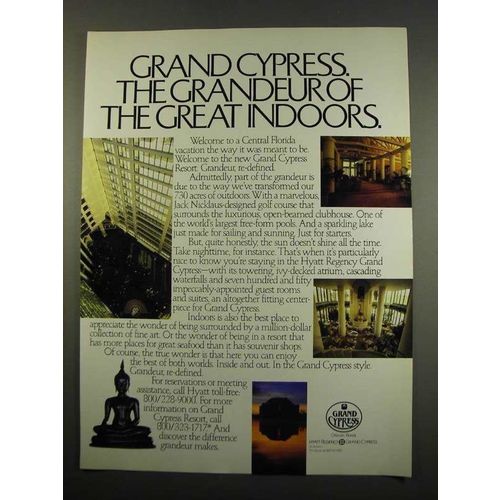 GRAND CYPRESS.
THE GRANDEUR OF
THE GREAT INDOORS.
Welcome to a Central Florida
vacation the way it was meant to be.
Welcome to the new Grand Cypress
Resort. Grandeur, re-defined.
Admittedly, part of the grandeur is
due to the way we've transformed our
730 acres of outdoors. With a marvelous,
Jack Nicklaus-designed golf course that
surrounds the luxurious, open-beamed clubhouse. One of
the world's largest free-form pools. And a sparkling lake
just made for sailing and sunning. Just for starters.
But, quite honestly, the sun doesn't shine all the time.
Take nighttime, for instance. That's when it's particularly
nice to know you're staying in the Hyatt Regency Grand
Cypress—with its towering, ivy-decked atrium, cascading
waterfalls and seven hundred and fifty
impeccably-appointed guest rooms
and suites, an altogether fitting center-
piece for Grand Cypress.
Indoors is also the best place to
appreciate the wonder of being surrounded by a million-dollar
collection of fine art. Or the wonder of being in a resort that
has more places for great seafood than it has souvenir shops.
Of course, the true wonder is that here you can enjoy
the best of both worlds. Inside and out. In the Grand Cypress style.
Grandeur, re-defined.
For reservations or meeting
assistance, call Hyatt toll-free:
800/228-9000. For more
information on Grand
Cypress Resort, call
800/323-1717.* And
discover the difference
grandeur makes.
GRAND
CYPRESS
Orlando, Florida
HYATT REGENCY GRAND CYPRESS